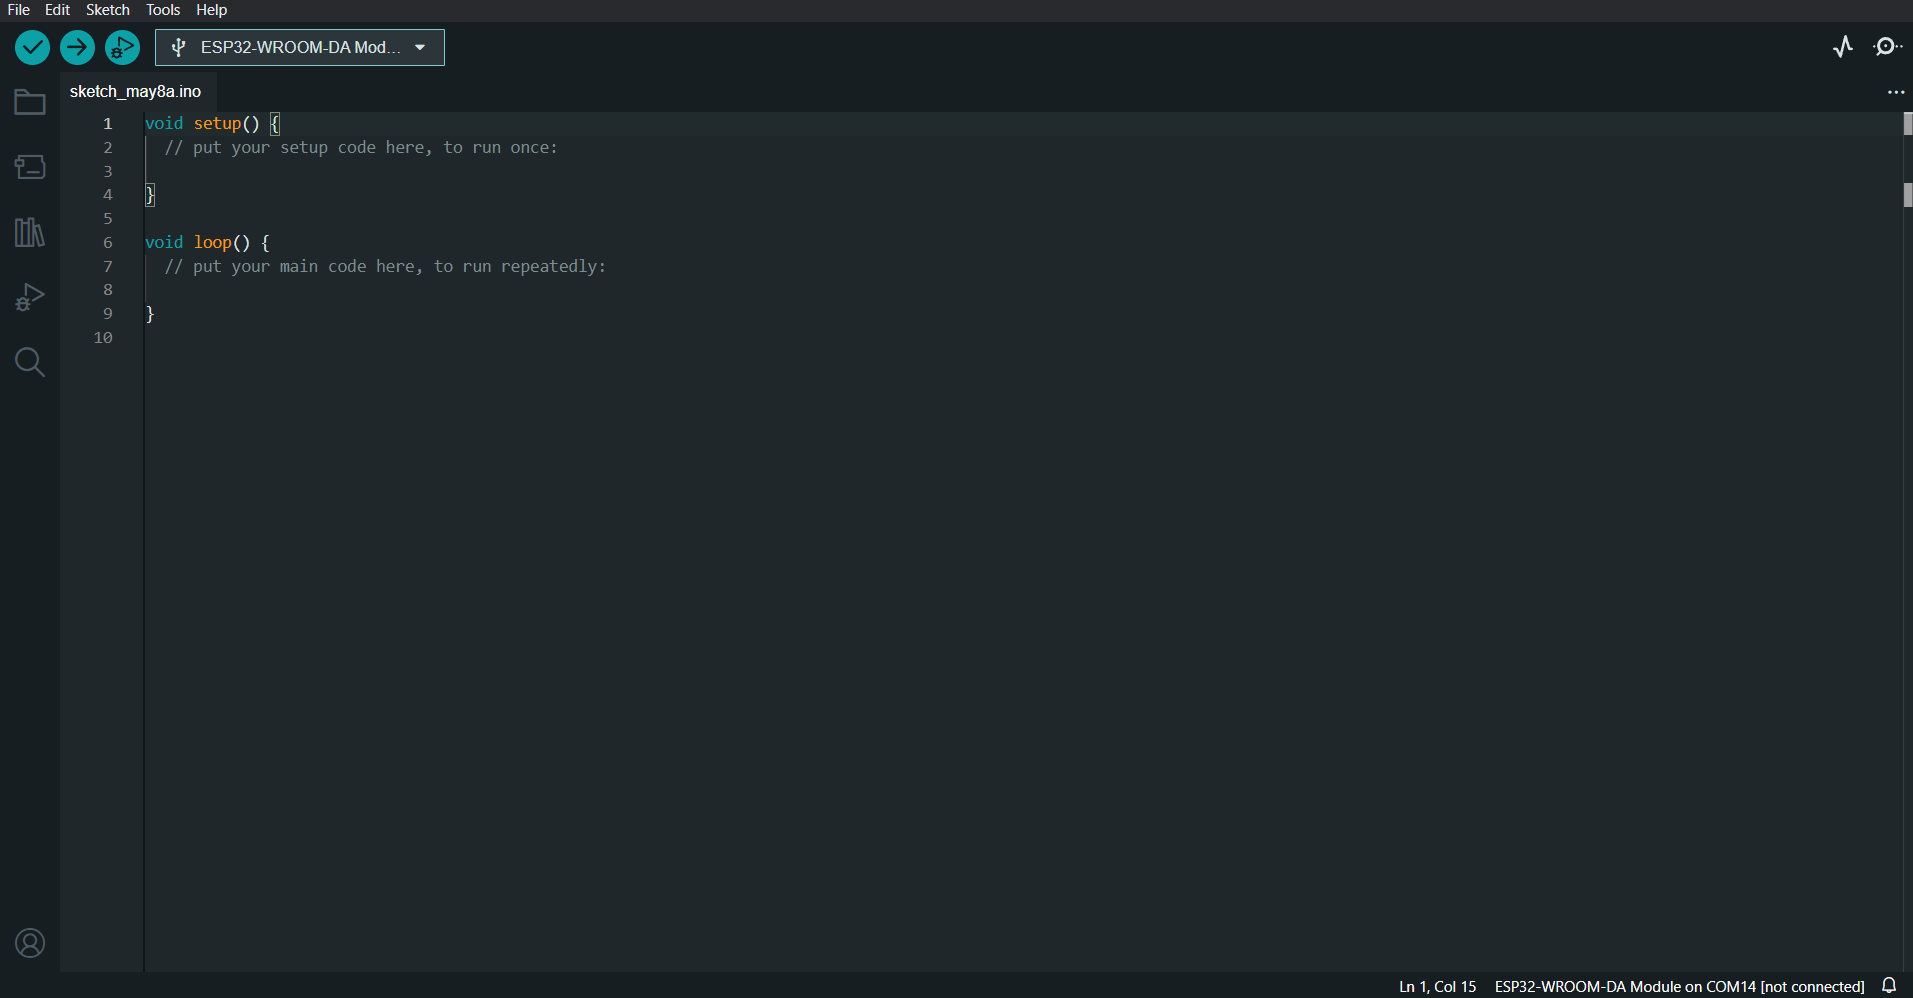 File Edit Sketch Tools Help
ESP32-WROOM-DA Mod...
sketch_may8a.ino
1 void setup() {
2 // put your setup code here, to run once:
3
4 }
5
6 void loop() {
7 // put your main code here, to run repeatedly:
8
9 }
10
Ln 1, Col 15 ESP32-WROOM-DA Module on COM14 [not connected]